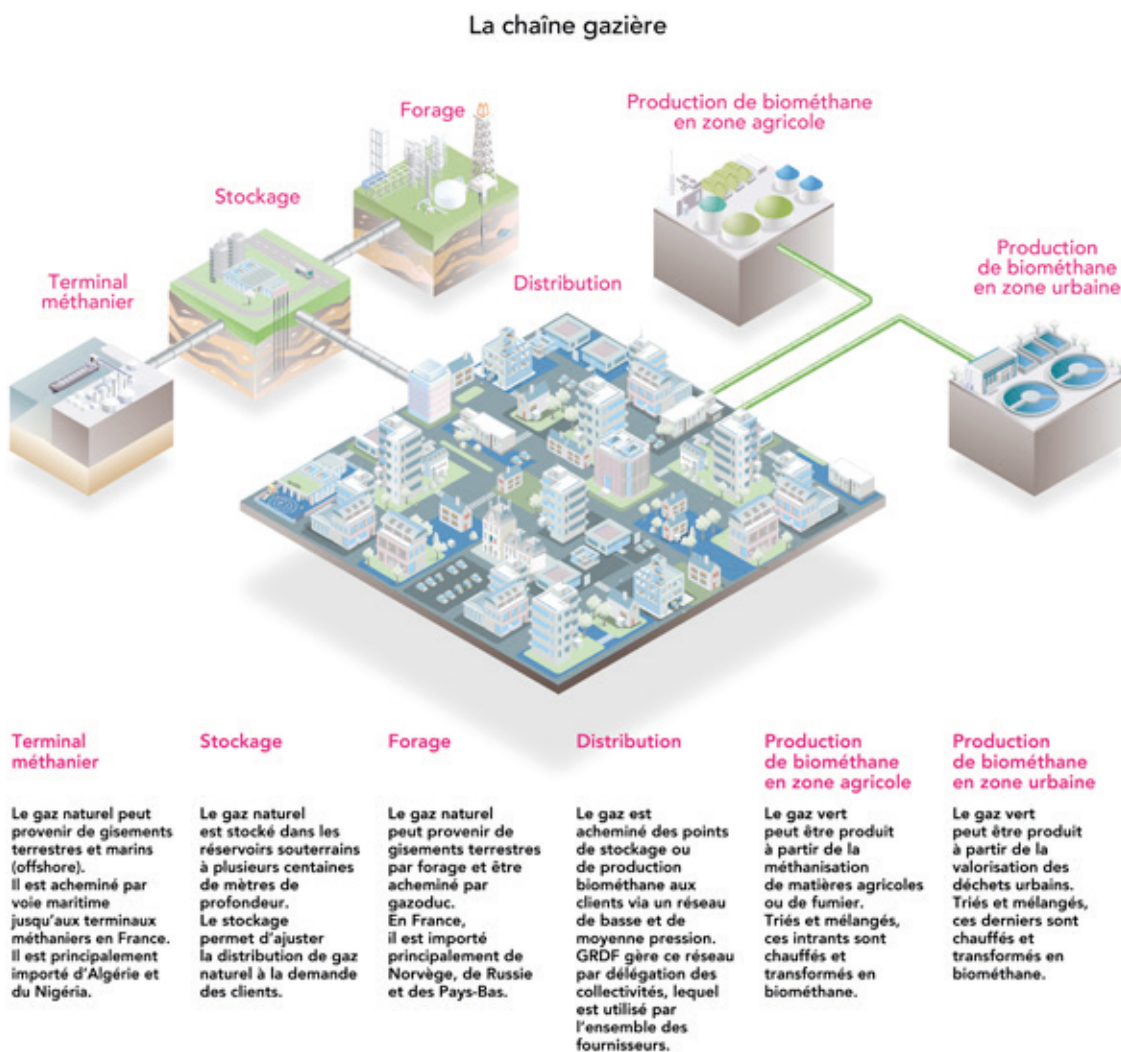 La chaîne gazière
Forage
Production de biométhane
en zone agricole
Stockage
Production
de biométhane
en zone urbaine
Terminal
méthanier
Distribution
Terminal
méthanier
Le gaz naturel peut
provenir de gisements
terrestres et marins
(offshore).
Il est acheminé par
voie maritime
jusqu'aux terminaux
méthaniers en France.
Il est principalement
importé d'Algérie et
du Nigéria.
Stockage
Le gaz naturel
est stocké dans les
réservoirs souterrains
à plusieurs centaines
de mètres de
profondeur.
Le stockage
permet d'ajuster
la distribution de gaz
naturel à la demande
des clients.
Forage
Le gaz naturel
peut provenir de
gisements terrestres
par forage et être
acheminé par
gazoduc.
En France,
il est importé
principalement de
Norvège, de Russie
et des Pays-Bas.
Distribution
Le gaz est
acheminé des points
de stockage ou
de production
biométhane aux
clients via un réseau
de basse et de
moyenne pression.
GRDF gère ce réseau
par délégation des
collectivités, lequel
est utilisé par
l'ensemble des
fournisseurs.
Production
de biométhane
en zone agricole
Le gaz vert
peut être produit
à partir de la
méthanisation
de matières agricoles
ou de fumier.
Triés et mélangés,
ces intrants sont
chauffés et
transformés en
biométhane.
Production
de biométhane
en zone urbaine
Le gaz vert
peut être produit
à partir de la
valorisation des
déchets urbains.
Triés et mélangés,
ces derniers sont
chauffés et
transformés en
biométhane.